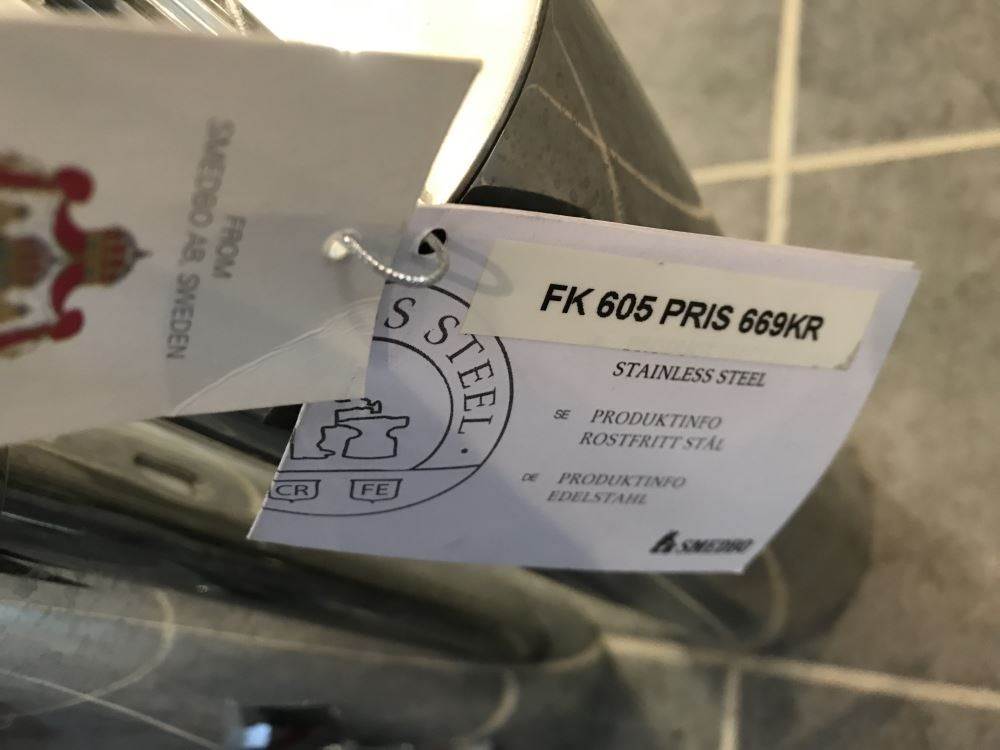 FROM
SMEDBO AB, SWEDEN
S STEEL ·
CR FE
FK 605 PRIS 669KR
STAINLESS STEEL
SE PRODUKTINFO
ROSTFRITT STÅL
DE PRODUKTINFO
EDELSTAHL
SMEDBO